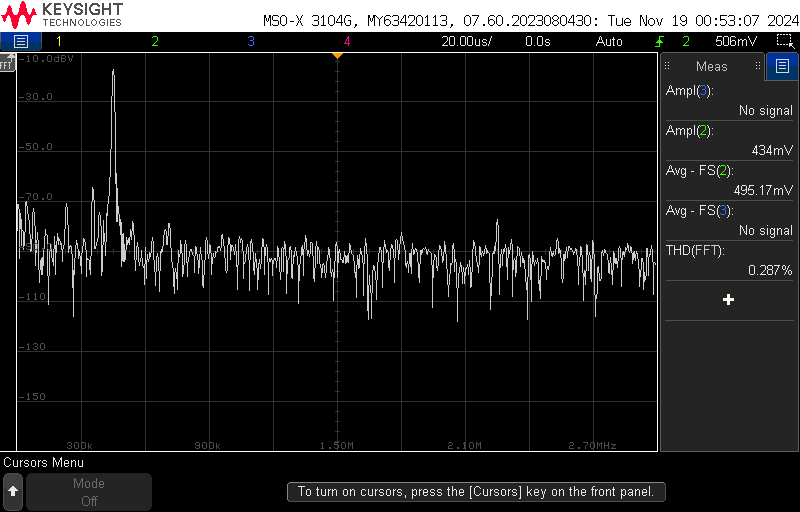 KEYSIGHT
TECHNOLOGIES
MSO-X 3104G, MY63420113, 07.60.2023080430: Tue Nov 19 00:53:07 2024
1 2 3 4 20.00us/ 0.0s Auto 2 506mV
FFT
-10.0dBV
-30.0
-50.0
-70.0
-90.0
-110
-130
-150
300k 900k 1.50M 2.10M 2.70MHz
Meas
Ampl(3):
No signal
Ampl(2):
434mV
Avg - FS(2):
495.17mV
Avg - FS(3):
No signal
THD(FFT):
0.287%
Cursors Menu
Mode
Off
To turn on cursors, press the [Cursors] key on the front panel.